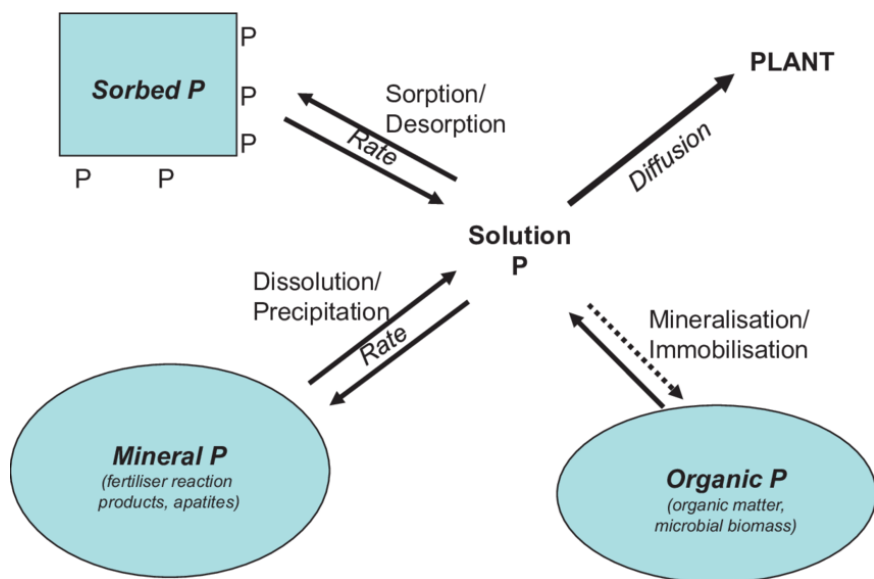 P
Sorbed P
P
P
P
P
Sorption/
Desorption
Rate
PLANT
Diffusion
Solution
P
Dissolution/
Precipitation
Rate
Mineralisation/
Immobilisation
Mineral P
(fertiliser reaction
products, apatites)
Organic P
(organic matter,
microbial biomass)